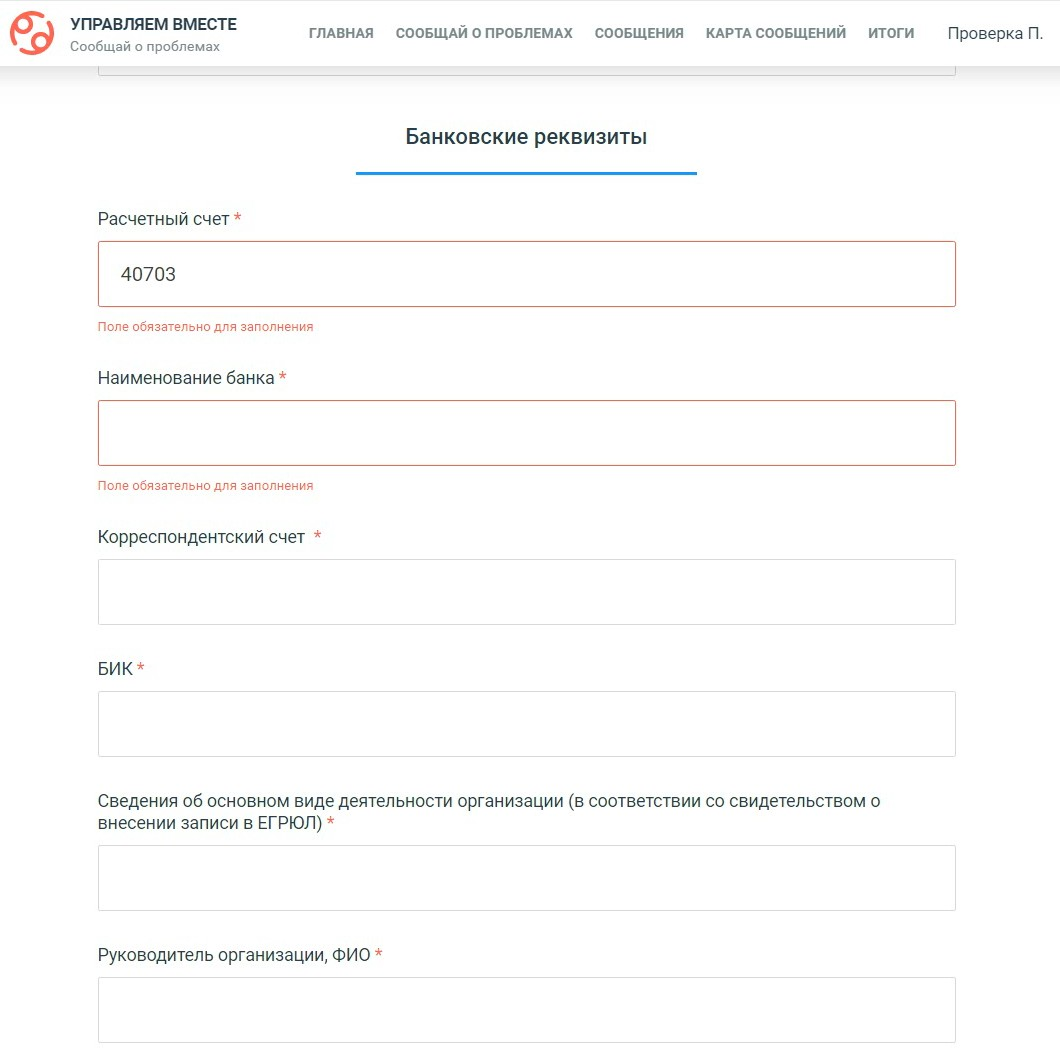 УПРАВЛЯЕМ ВМЕСТЕ
Сообщай о проблемах
ГЛАВНАЯ СООБЩАЙ О ПРОБЛЕМАХ СООБЩЕНИЯ КАРТА СООБЩЕНИЙ ИТОГИ Проверка П.
Банковские реквизиты
Расчетный счет *
40703
Поле обязательно для заполнения
Наименование банка *
Поле обязательно для заполнения
Корреспондентский счет *
БИК *
Сведения об основном виде деятельности организации (в соответствии со свидетельством о
внесении записи в ЕГРЮЛ) *
Руководитель организации, ФИО *